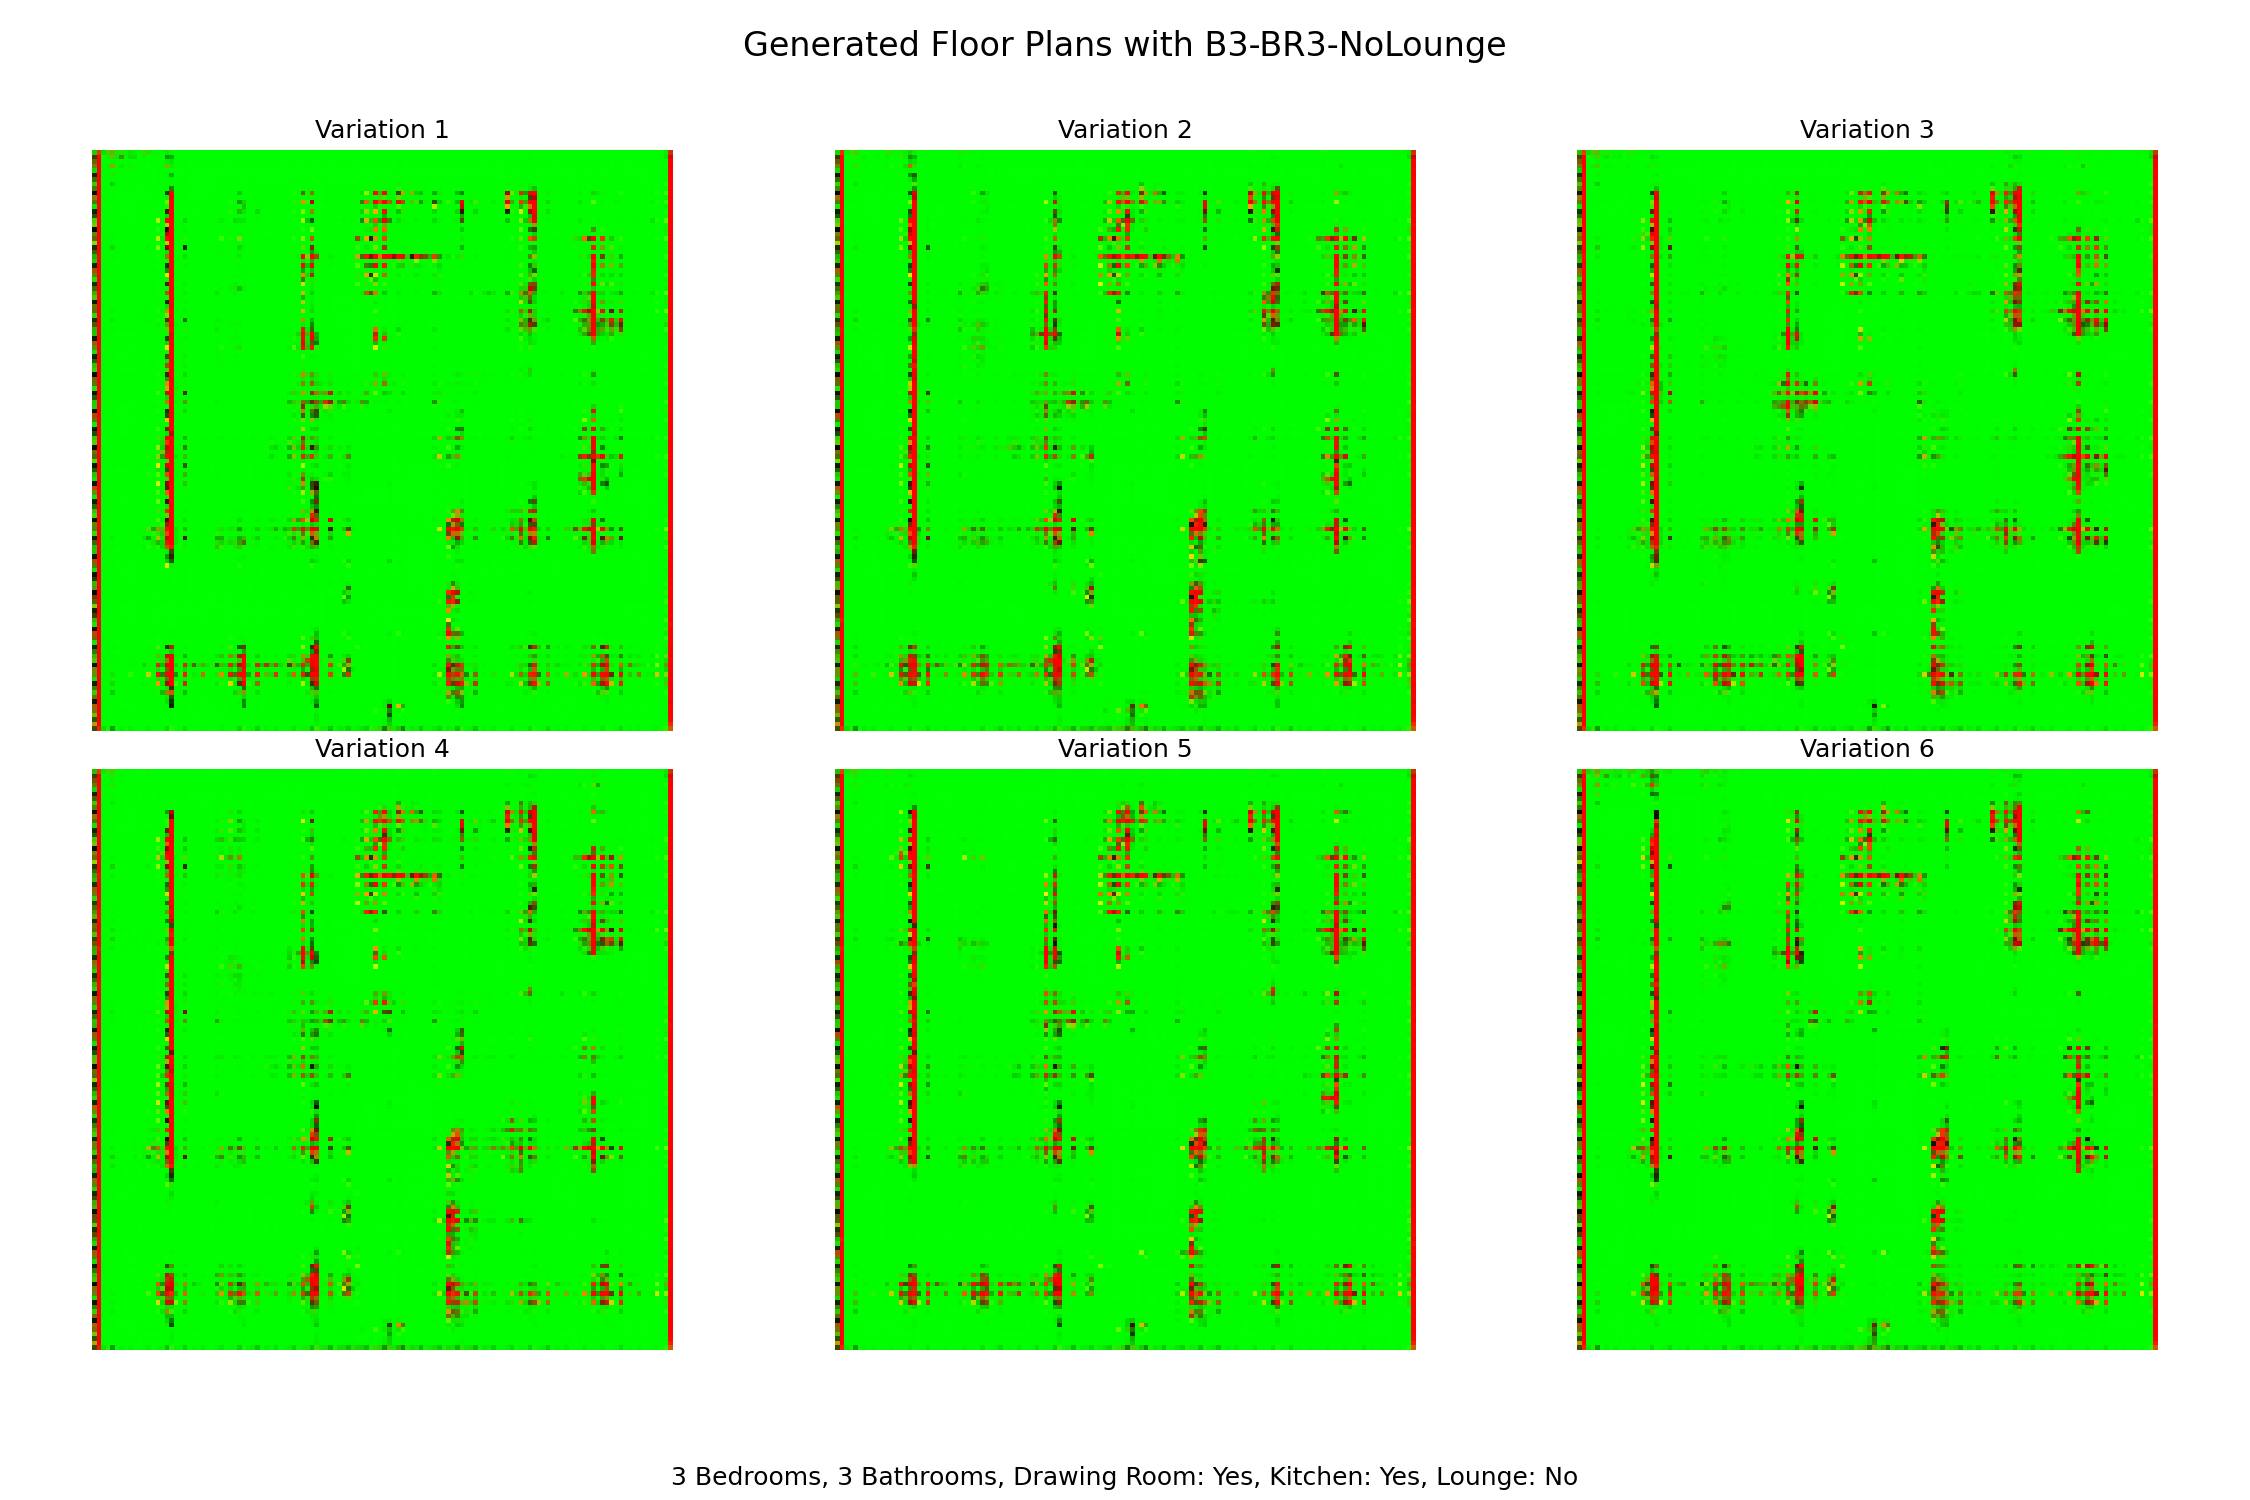 Generated Floor Plans with B3-BR3-NoLounge
Variation 1
Variation 2
Variation 3
Variation 4
Variation 5
Variation 6
3 Bedrooms, 3 Bathrooms, Drawing Room: Yes, Kitchen: Yes, Lounge: No